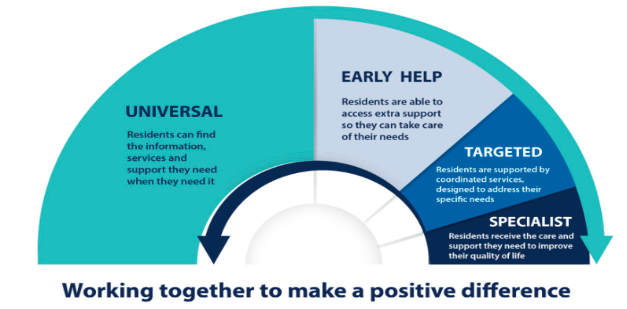 UNIVERSAL
Residents can find
the information,
services and
support they need
when they need it
EARLY HELP
Residents are able to
access extra support
so they can take care
of their needs
TARGETED
Residents are supported by
coordinated services,
designed to address their
specific needs
SPECIALIST
Residents receive the care and
support they need to improve
their quality of life
Working together to make a positive difference